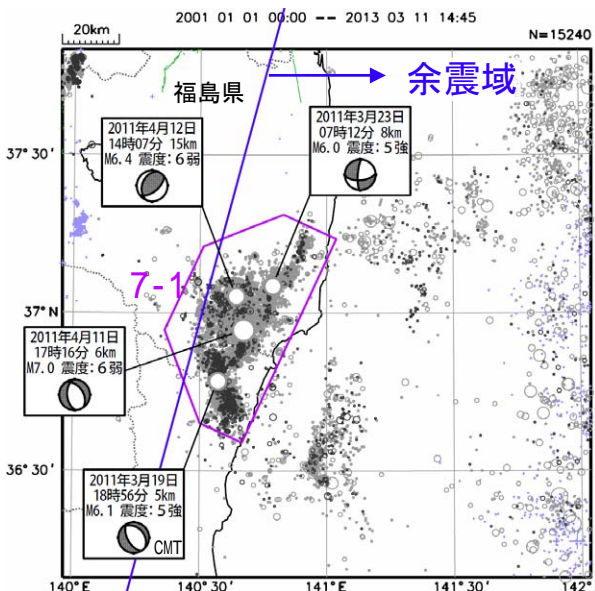 2001 01 01 00:00 -- 2013 03 11 14:45
20km
N=15240
余震域
福島県
2011年4月12日
14時07分 15km
M6.4 震度:6弱
2011年3月23日
07時12分 8km
M6.0 震度:5強
37°30'
7-1
37°N
2011年4月11日
17時16分 6km
M7.0 震度:6弱
36°30'
2011年3月19日
18時56分 5km
M6.1 震度:5強
CMT
140°E
140°30'
141°E
141°30'
142°